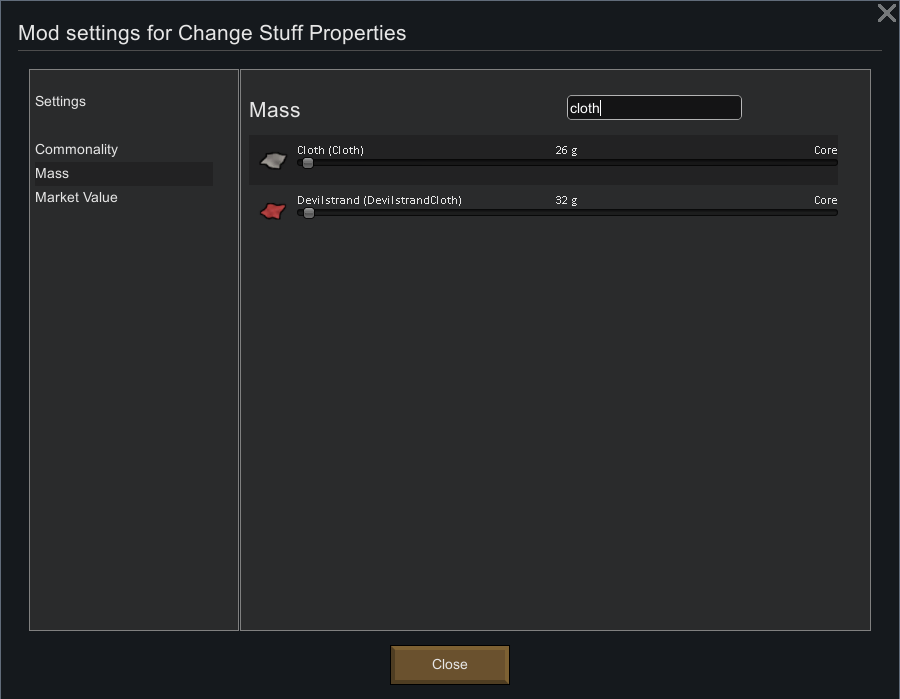 Mod settings for Change Stuff Properties
Settings
Commonality
Mass
Market Value
Mass
cloth
Cloth (Cloth) 26 g Core
Devilstrand (DevilstrandCloth) 32 g Core
Close